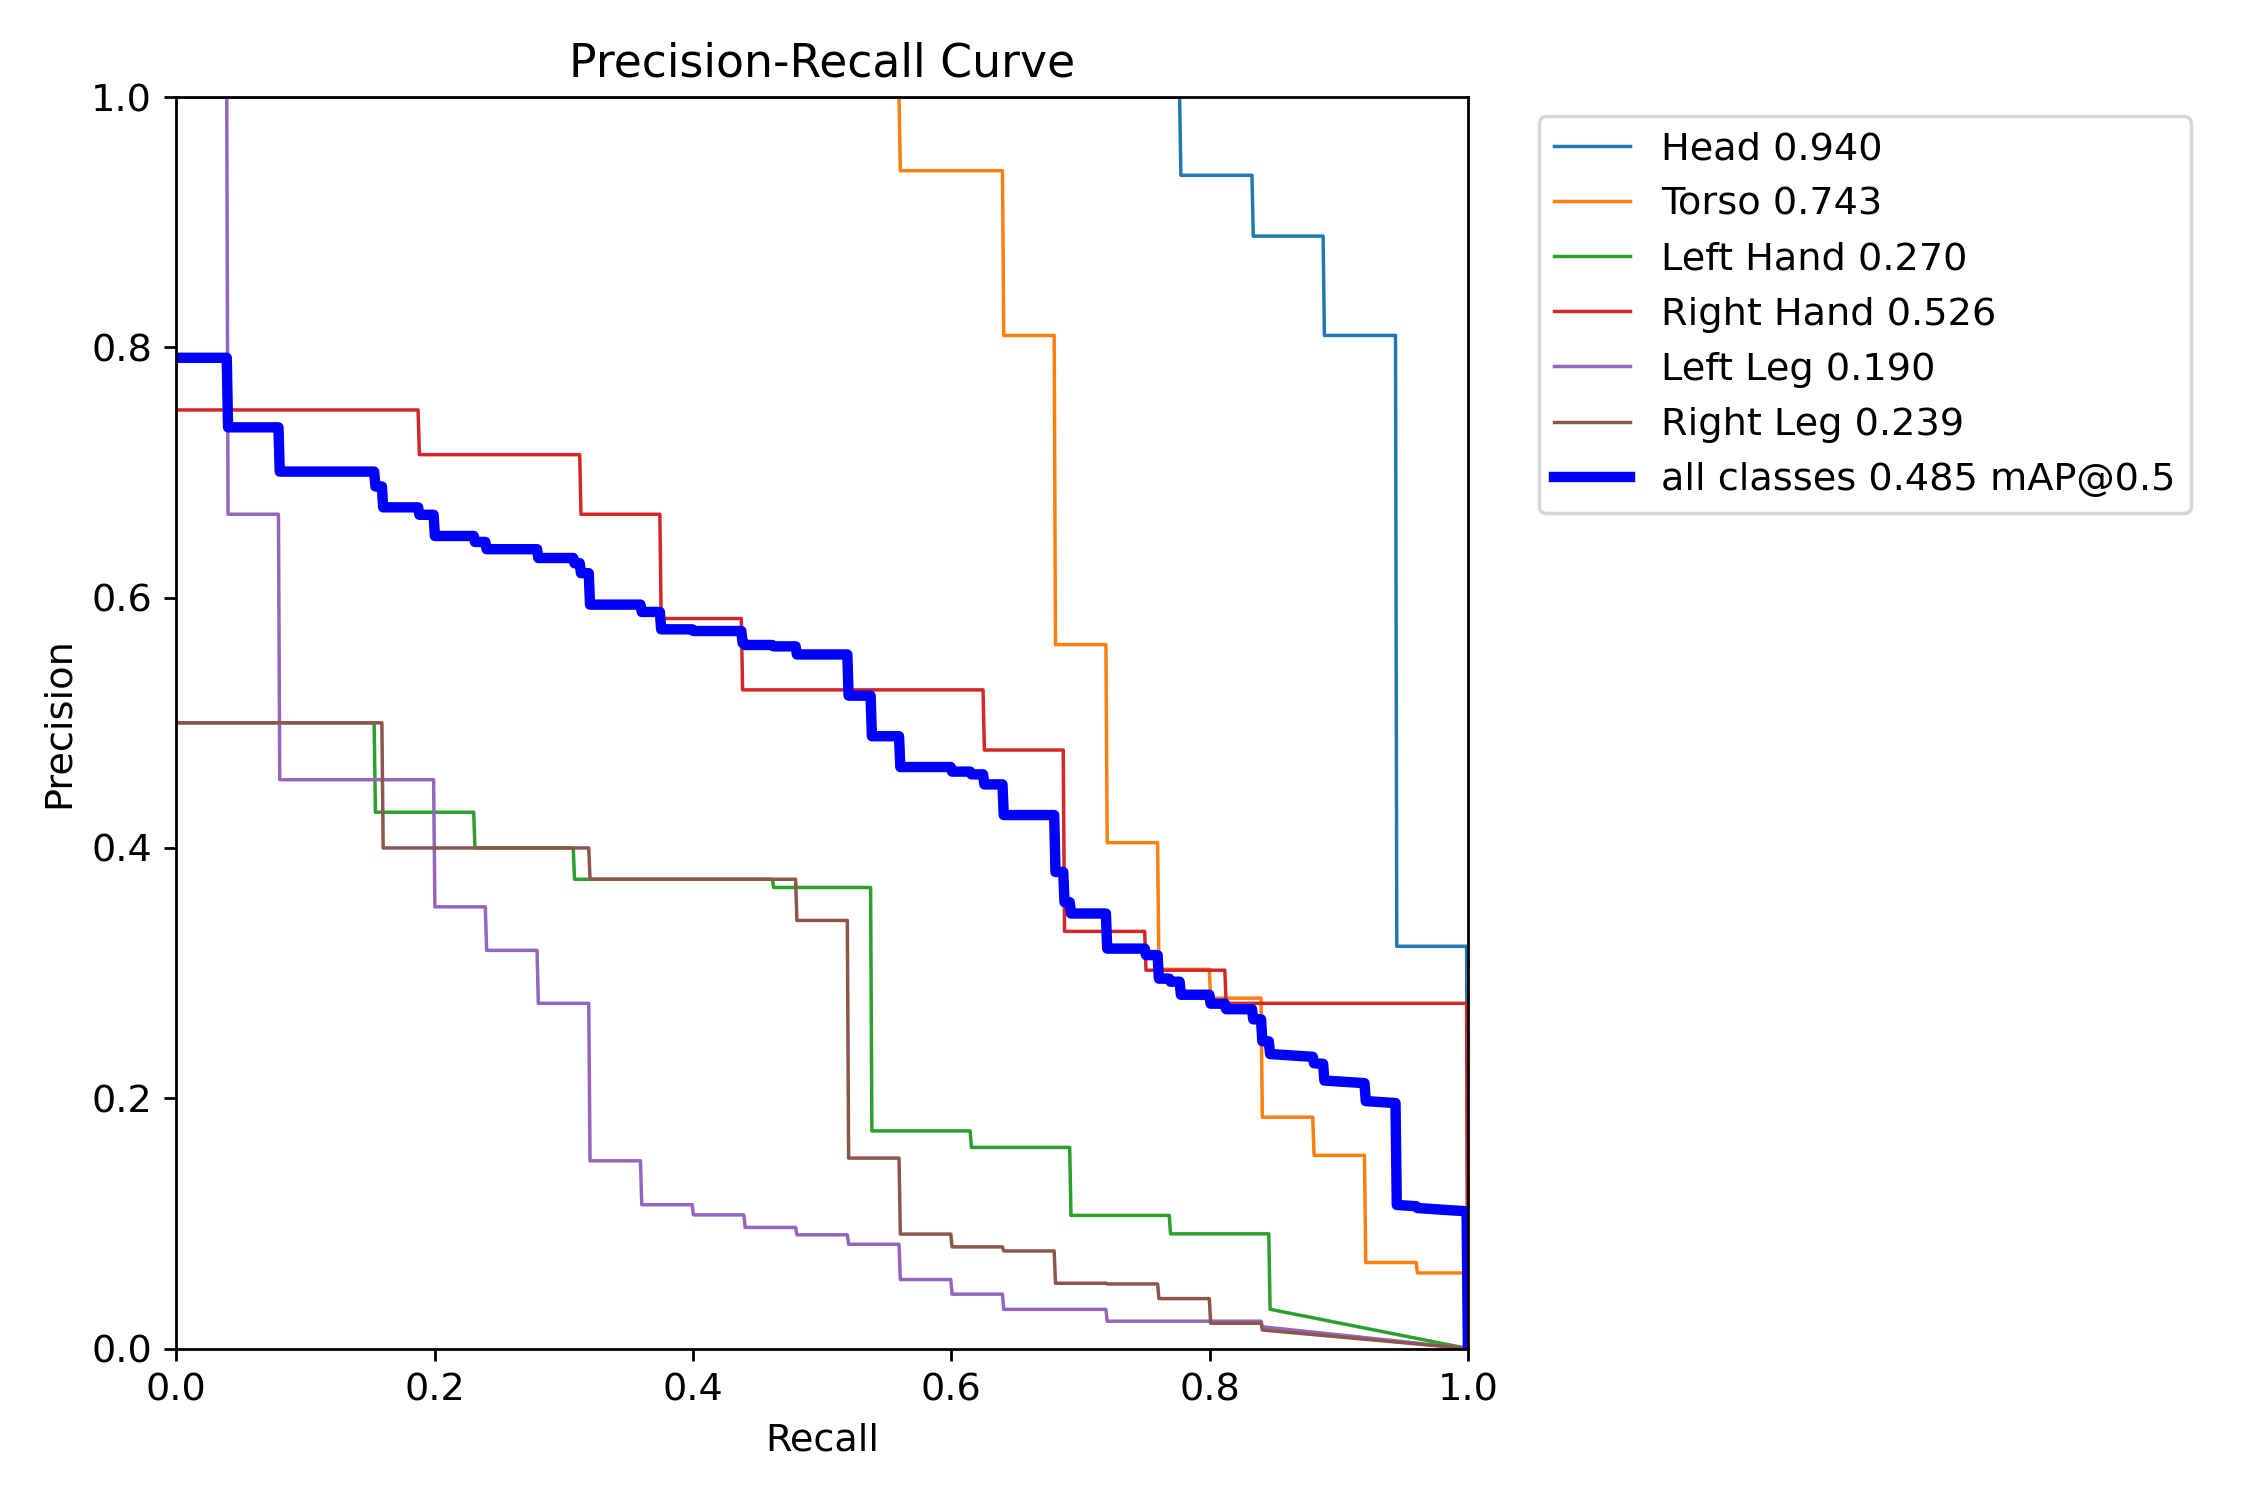 Precision-Recall Curve
1.0
0.8
0.6
0.4
0.2
0.0
Precision
0.0 0.2 0.4 0.6 0.8 1.0
Recall
Head 0.940
Torso 0.743
Left Hand 0.270
Right Hand 0.526
Left Leg 0.190
Right Leg 0.239
all classes 0.485 mAP@0.5